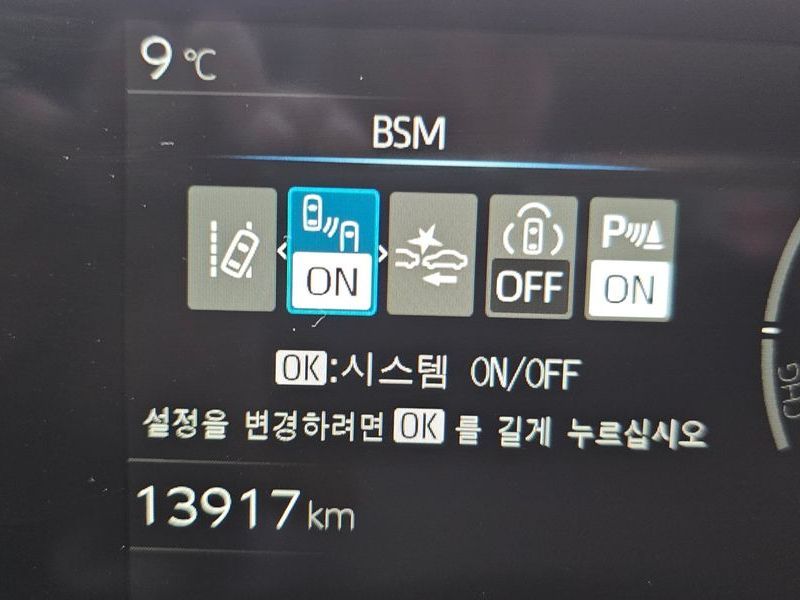 9 ℃
BSM
ON
OFF
P
ON
OK:시스템 ON/OFF
설정을 변경하려면 OK 를 길게 누르십시오
CHG
13917 km